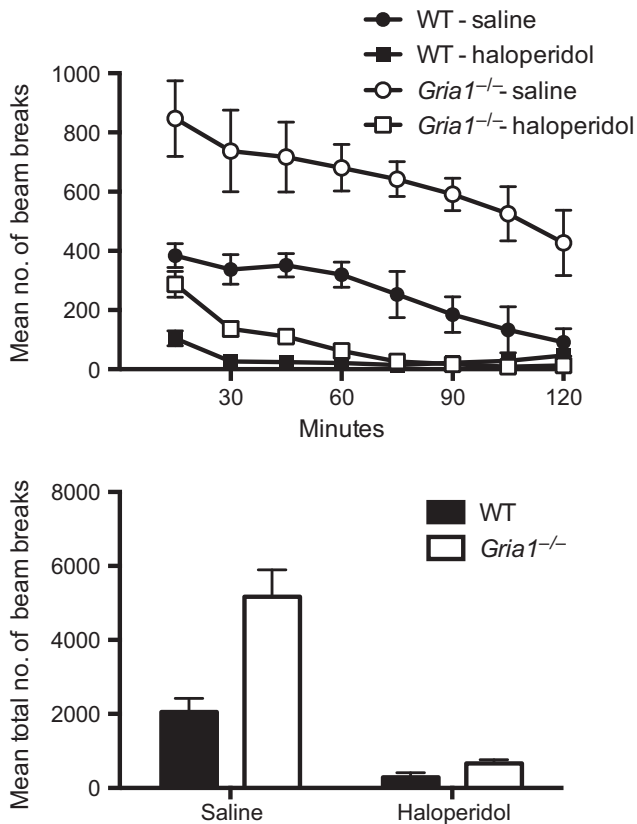 WT - saline
WT - haloperidol
Gria1⁻/⁻ - saline
Gria1⁻/⁻ - haloperidol
Mean no. of beam breaks
1000
800
600
400
200
0
30 60 90 120
Minutes
Mean total no. of beam breaks
8000
6000
4000
2000
0
WT
Gria1⁻/⁻
Saline Haloperidol